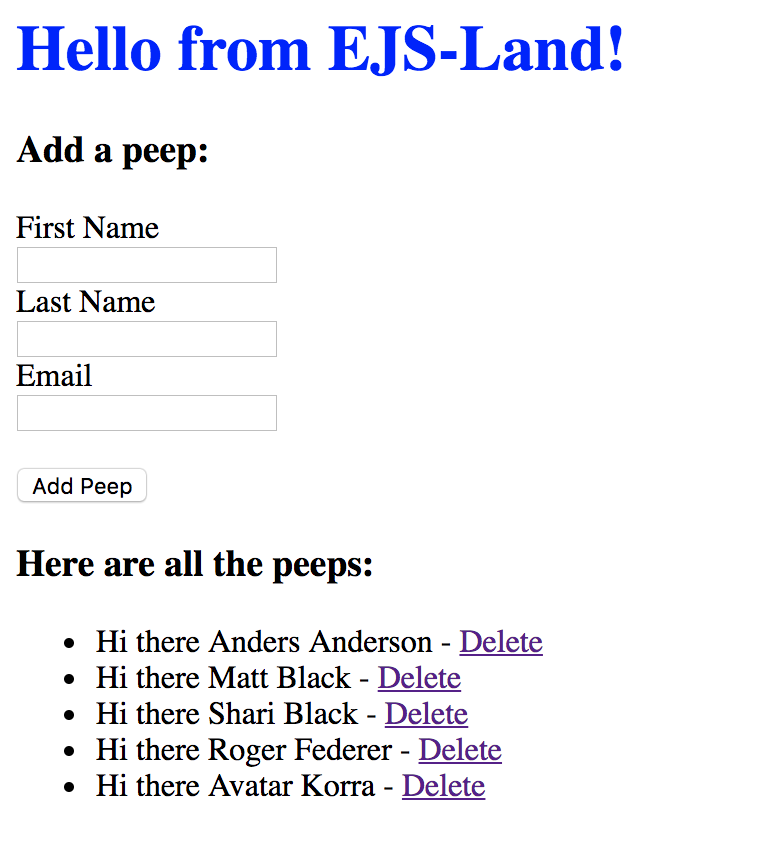 Hello from EJS-Land!
Add a peep:
First Name
Last Name
Email
Add Peep
Here are all the peeps:
Hi there Anders Anderson - Delete
Hi there Matt Black - Delete
Hi there Shari Black - Delete
Hi there Roger Federer - Delete
Hi there Avatar Korra - Delete